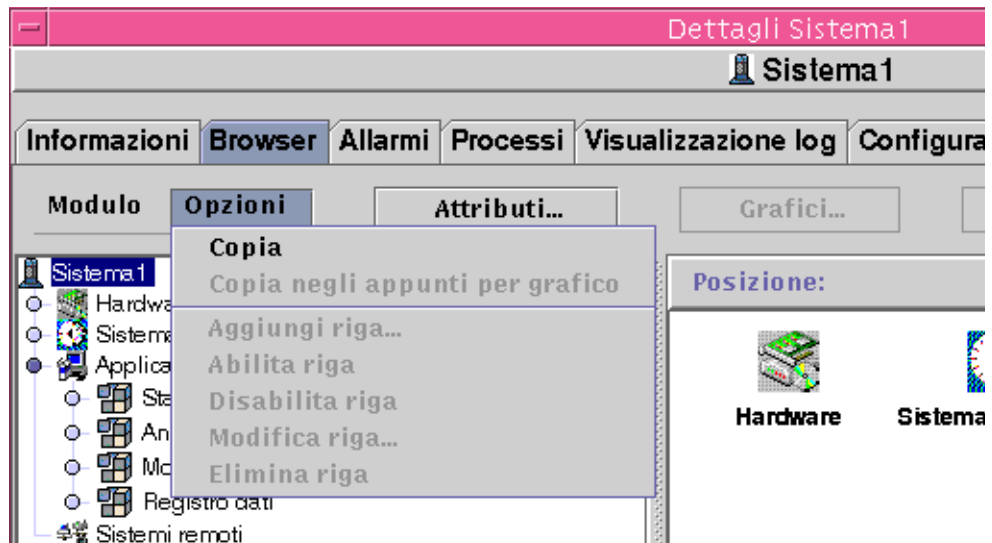 Dettagli Sistema1
Sistema1
Informazioni Browser Allarmi Processi Visualizzazione log
Modulo Opzioni Attributi... Grafici...
Copia
Copia negli appunti per grafico
Aggiungi riga...
Abilita riga
Disabilita riga
Modifica riga...
Elimina riga
Sistema1
Registro dati
Sistemi remoti
Posizione:
Hardware Sistema